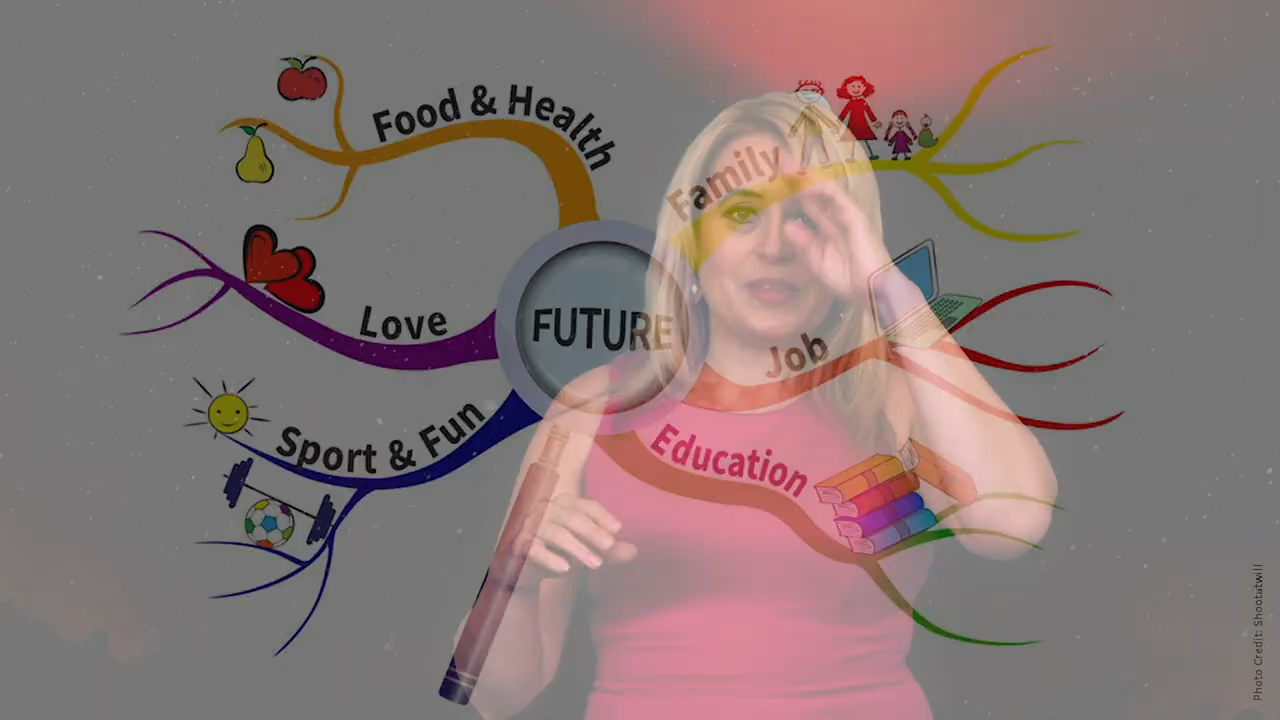 Food & Health
Family
Love
FUTURE
Job
Sport & Fun
Education
Photo Credit: Shootatwill